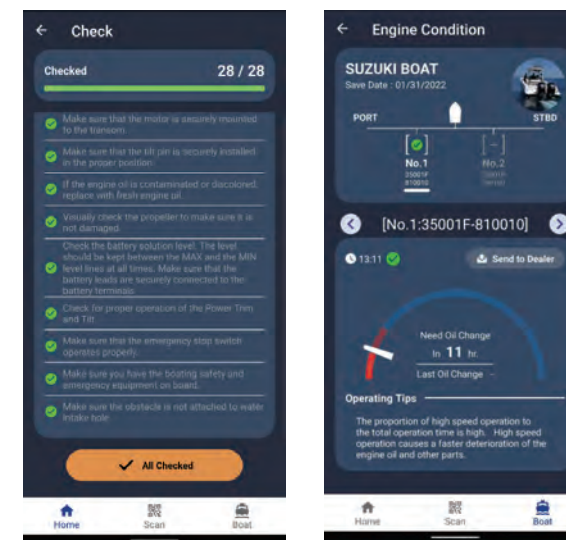 Check
Checked 28 / 28
Make sure that the motor is securely mounted
to the transom.
Make sure that the tilt pin is securely installed
in the proper position.
If the engine oil is contaminated or discolored,
replace with fresh engine oil.
Visually check the propeller to make sure it is
not damaged.
Check the battery solution level. The level
should be kept between the MAX and the MIN
level lines at all times. Make sure that the
battery leads are securely connected to the
battery terminals.
Check for proper operation of the Power Trim
and Tilt.
Make sure that the emergency stop switch
operates properly.
Make sure you have the boating safety and
emergency equipment on board.
Make sure the obstacle is not attached to water
intake hole.
All Checked
Home Scan Boat
Engine Condition
SUZUKI BOAT
Save Date : 01/31/2022
PORT STBD
[ ] [-]
No.1 No.2
35001F
810010
[No.1:35001F-810010]
13:11 Send to Dealer
Need Oil Change
In 11 hr.
Last Oil Change -
Operating Tips
The proportion of high speed operation to
the total operation time is high. High speed
operation causes a faster deterioration of the
engine oil and other parts.
Home Scan Boat